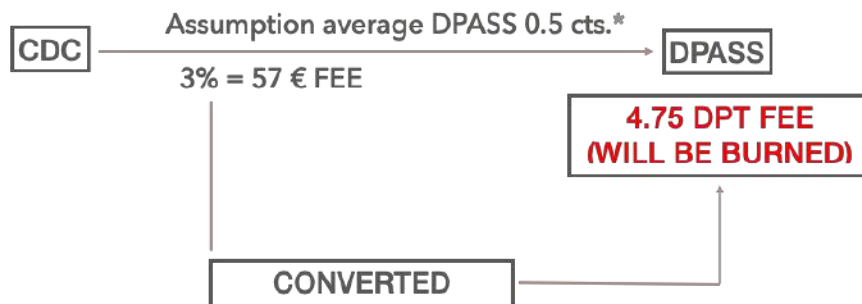 Assumption average DPASS 0.5 cts.*
CDC
DPASS
3% = 57 € FEE
4.75 DPT FEE
(WILL BE BURNED)
CONVERTED